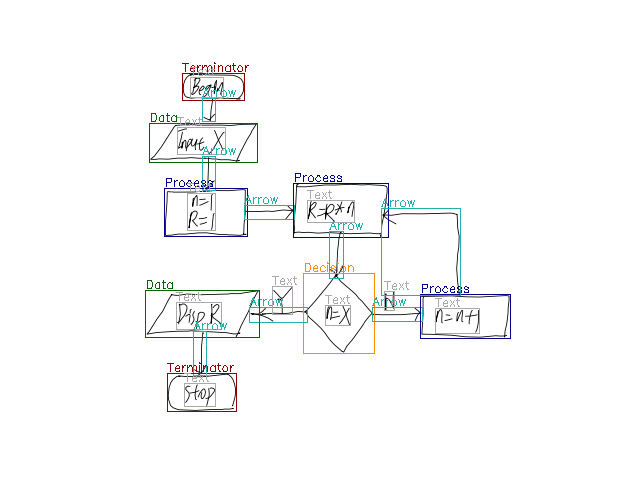 Terminator
Text
Begin
Arrow
Data
Text
Input X
Arrow
Process
Text
n=1
R=1
Arrow
Process
Text
R=R*n
Arrow
Arrow
Decision
Text
n=X
Data
Text
Disp R
Arrow
Text
Y
Arrow
Text
N
Arrow
Process
Text
n=n+1
Terminator
Text
Stop